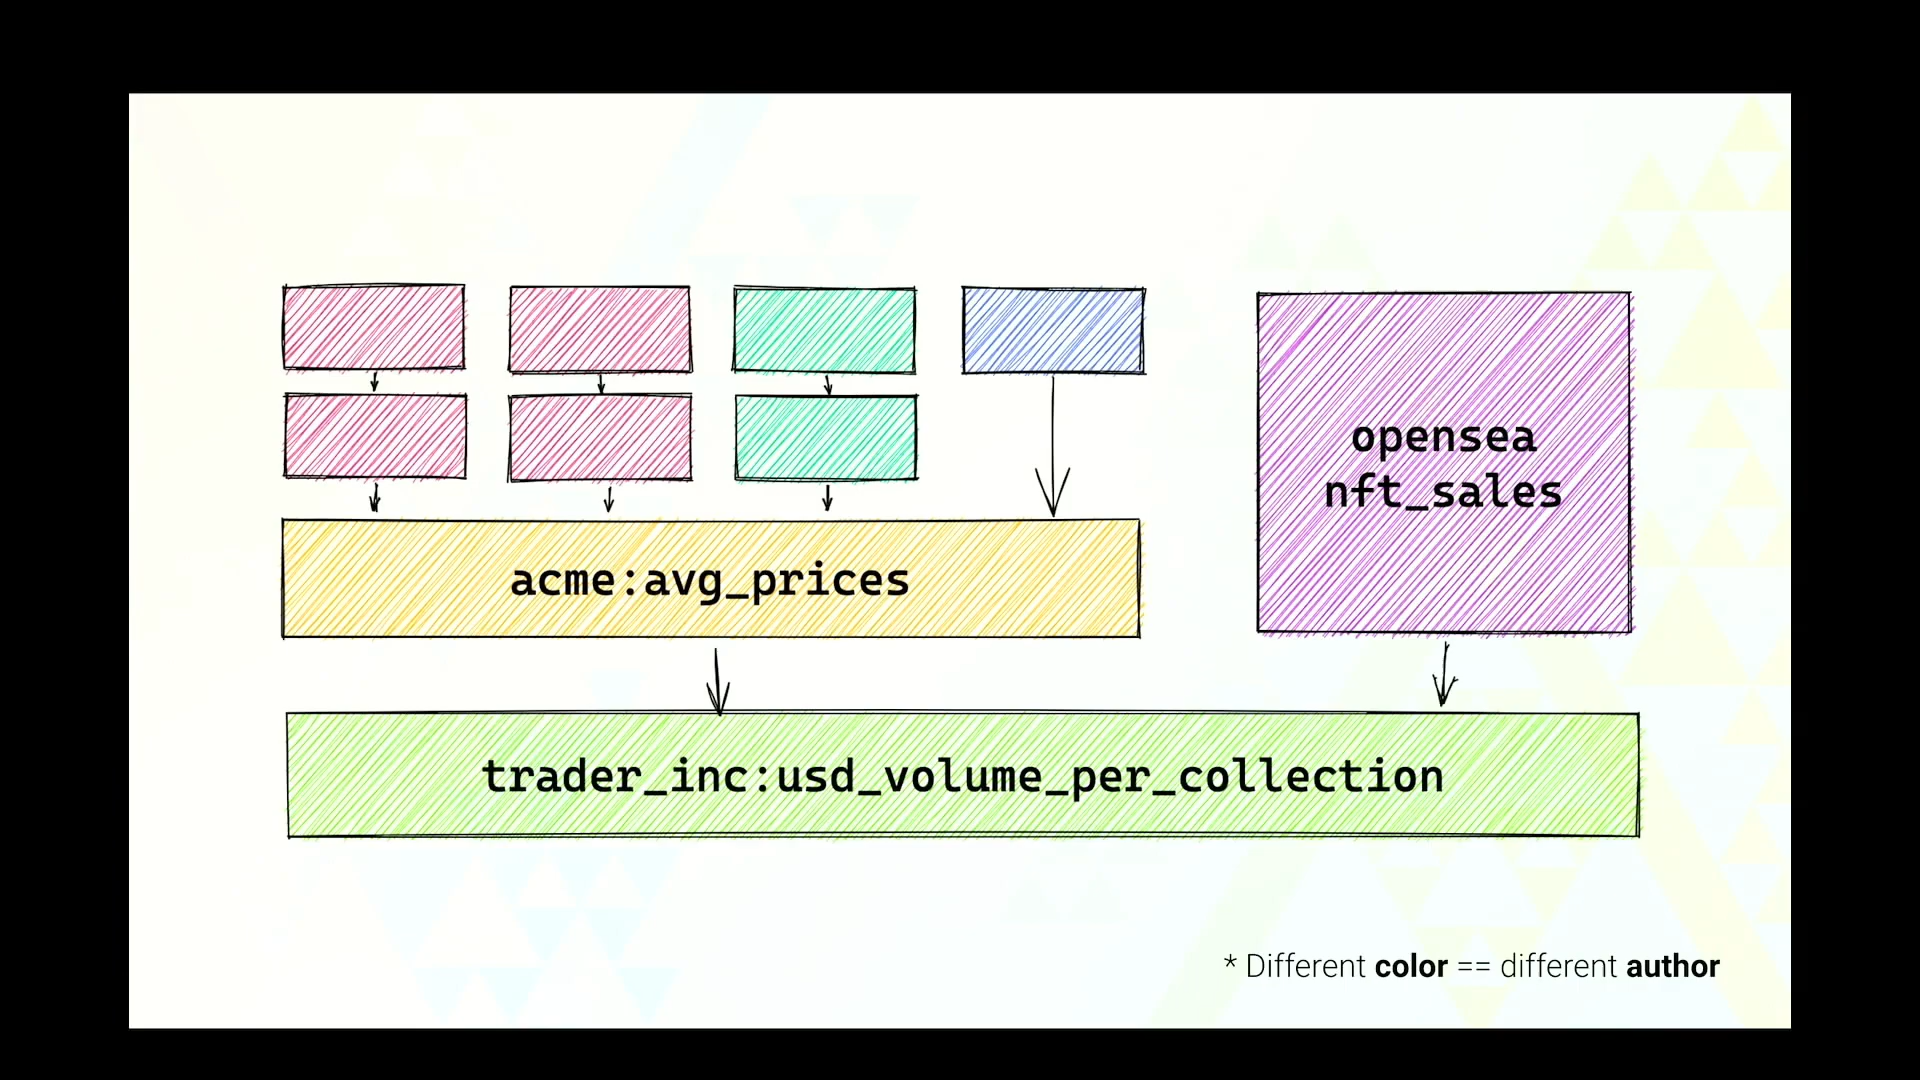 opensea
nft_sales
acme:avg_prices
trader_inc:usd_volume_per_collection
* Different color == different author